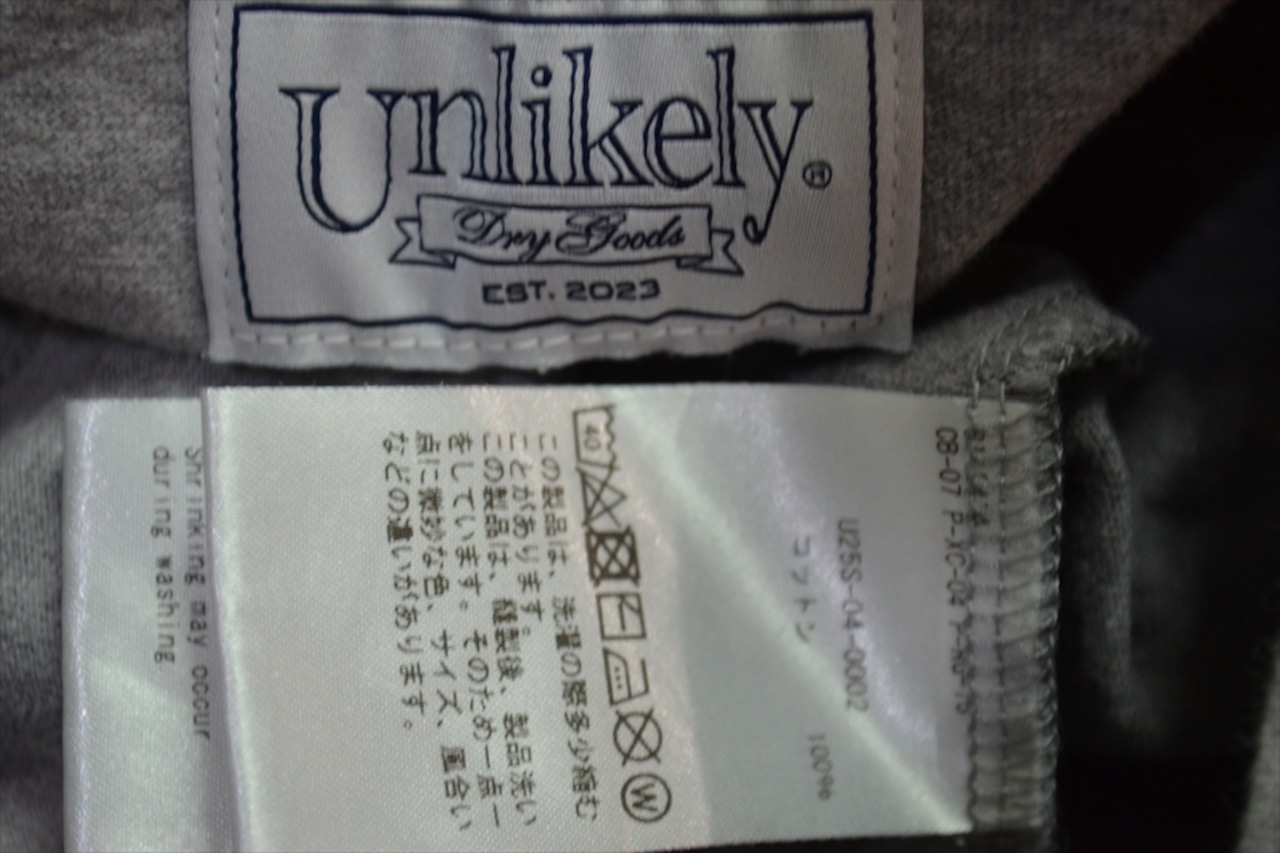 Unlikely®
Dry Goods
EST. 2023
U25S-04-0002
コットン 100%
40
W
この製品は、洗濯の際多少縮む
ことがあります。
この製品は、縫製後、製品洗い
をしています。そのため一点一
点に微妙な色、サイズ、風合い
などの違いがあります。
Shrinking may occur
during washing